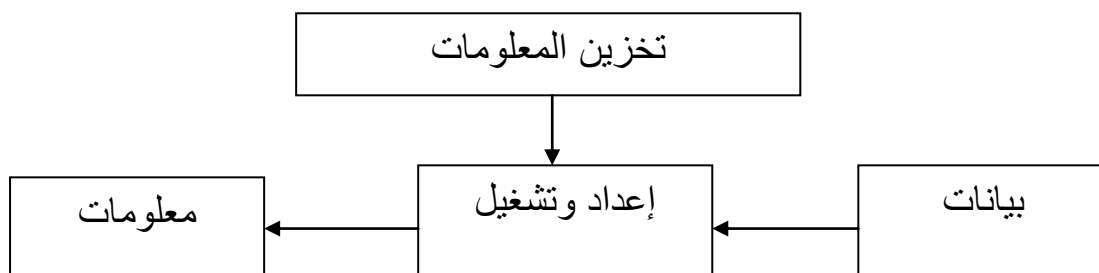 تخزين المعلومات
بيانات
إعداد وتشغيل
معلومات